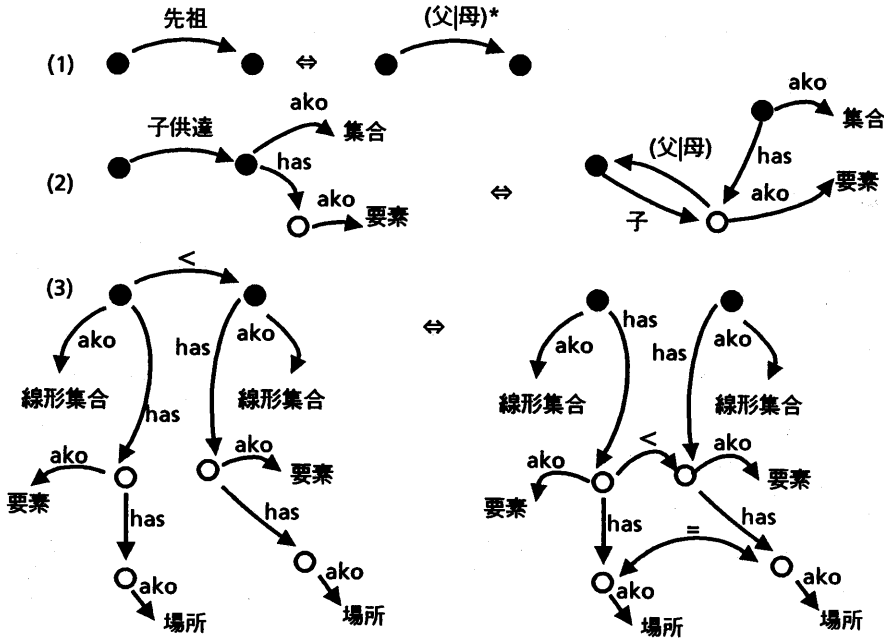 先祖
(父|母)*
(1)
⇔
ako
集合
子供達
has
(2)
ako
要素
⇔
ako
集合
(父|母)
has
ako
要素
子
(3)
<
ako
has
ako
線形集合
線形集合
has
ako
要素
ako
要素
has
has
ako
場所
ako
場所
⇔
has
ako
has
ako
線形集合
線形集合
<
ako
要素
ako
要素
has
has
=
ako
場所
ako
場所